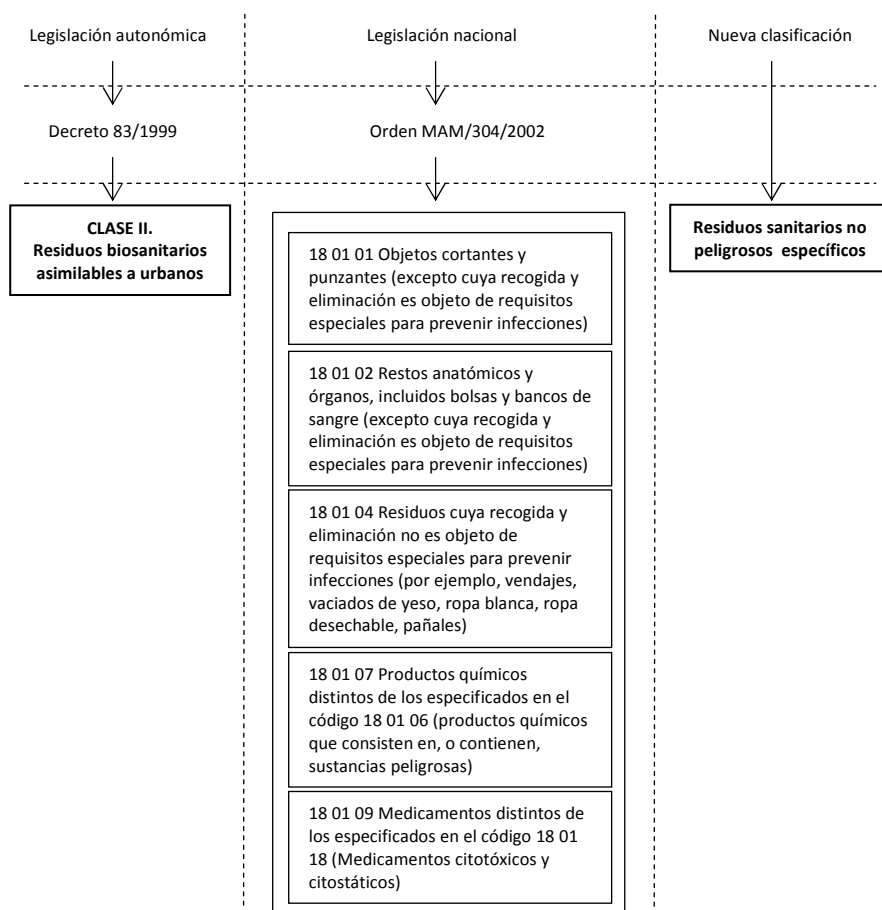 Legislación autonómica
Legislación nacional
Nueva clasificación
Decreto 83/1999
Orden MAM/304/2002
CLASE II.
Residuos biosanitarios
asimilables a urbanos
Residuos sanitarios no
peligrosos específicos
18 01 01 Objetos cortantes y
punzantes (excepto cuya recogida y
eliminación es objeto de requisitos
especiales para prevenir infecciones)
18 01 02 Restos anatómicos y
órganos, incluidos bolsas y bancos de
sangre (excepto cuya recogida y
eliminación es objeto de requisitos
especiales para prevenir infecciones)
18 01 04 Residuos cuya recogida y
eliminación no es objeto de
requisitos especiales para prevenir
infecciones (por ejemplo, vendajes,
vaciados de yeso, ropa blanca, ropa
desechable, pañales)
18 01 07 Productos químicos
distintos de los especificados en el
código 18 01 06 (productos químicos
que consisten en, o contienen,
sustancias peligrosas)
18 01 09 Medicamentos distintos de
los especificados en el código 18 01
18 (Medicamentos citotóxicos y
citostáticos)